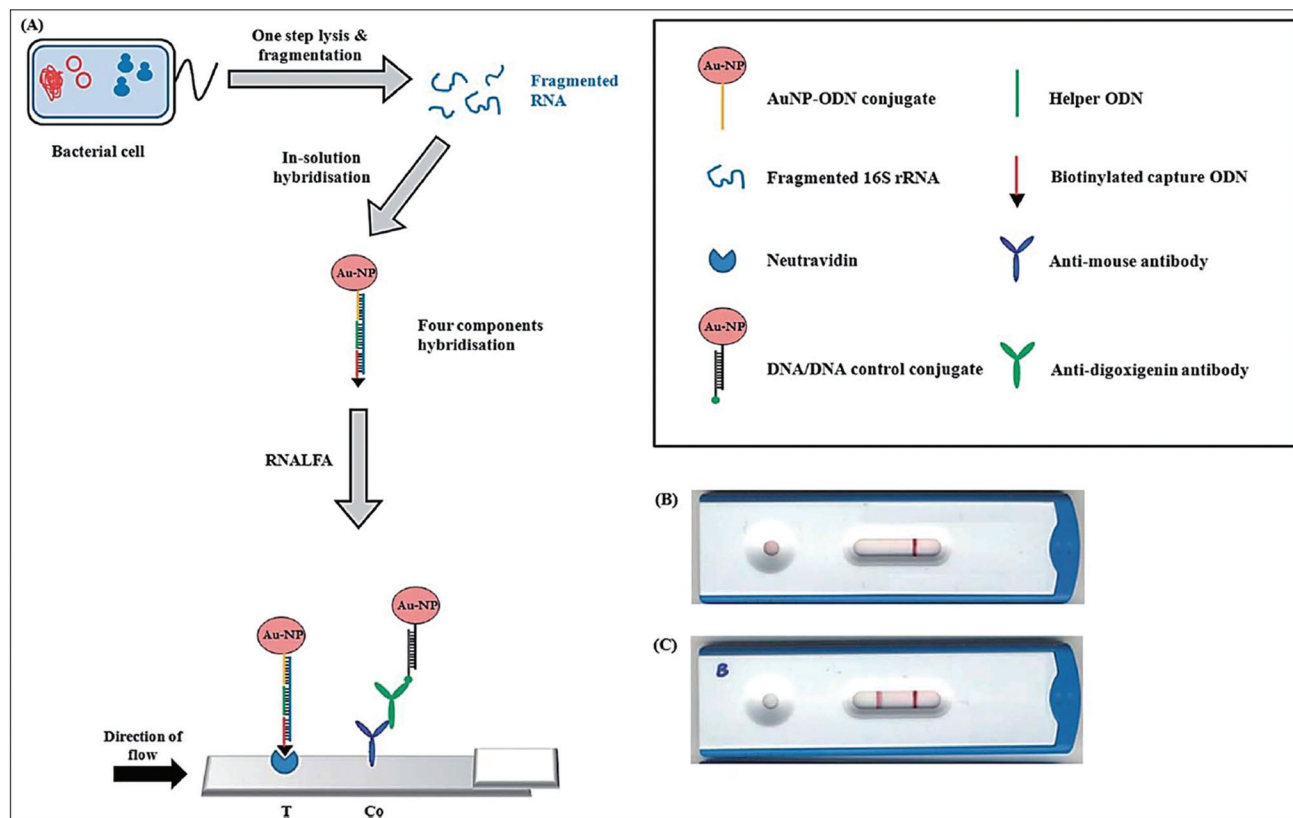 (A)
One step lysis &
fragmentation
Fragmented
RNA
Bacterial cell
In-solution
hybridisation
Au-NP
Four components
hybridisation
RNALFA
Au-NP
Au-NP
Direction of
flow
T
Co
Au-NP
AuNP-ODN conjugate
Helper ODN
Fragmented 16S rRNA
Biotinylated capture ODN
Neutravidin
Anti-mouse antibody
Au-NP
DNA/DNA control conjugate
Anti-digoxigenin antibody
(B)
(C)
B